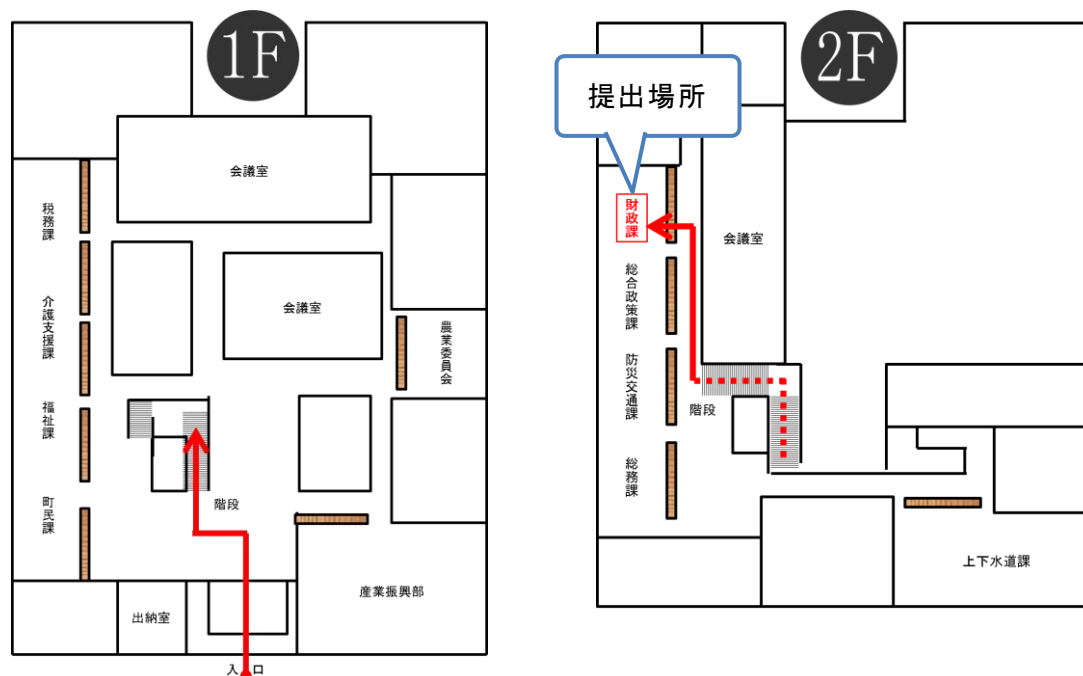 1F
会議室
税務課
介護支援課
会議室
農業委員会
福祉課
町民課
階段
産業振興部
出納室
入口
2F
提出場所
財政課
会議室
総合政策課
防災交通課
階段
総務課
上下水道課